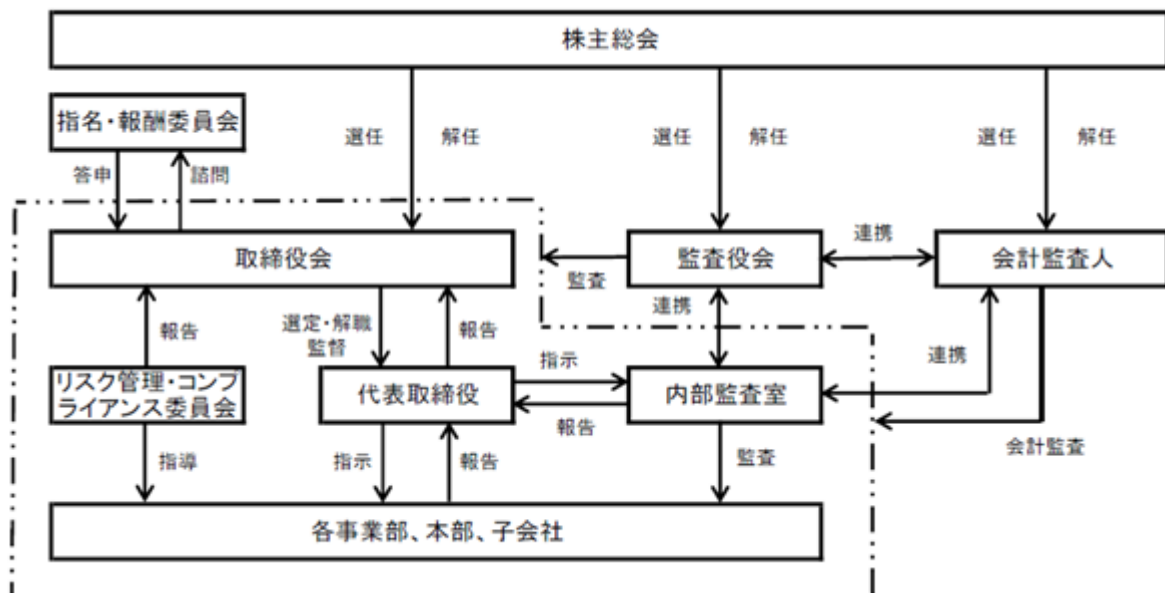 株主総会
指名・報酬委員会
選任
解任
選任
解任
選任
解任
答申
諮問
取締役会
監査役会
会計監査人
連携
監査
報告
選定・解職
監督
報告
連携
指示
連携
リスク管理・コンプ
ライアンス委員会
代表取締役
内部監査室
報告
指導
指示
報告
監査
会計監査
各事業部、本部、子会社